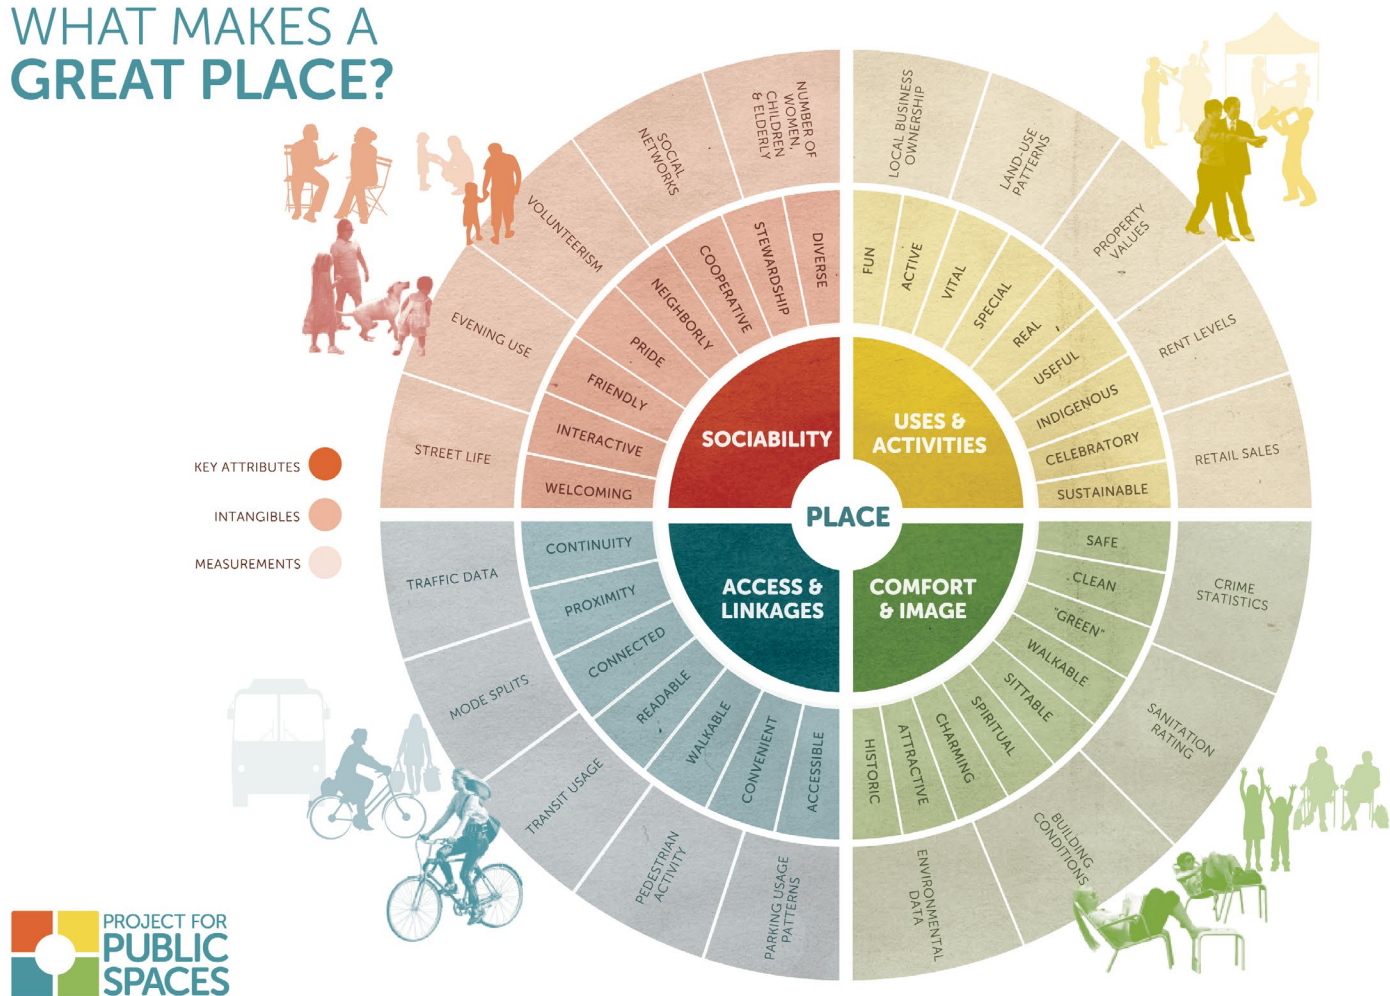 WHAT MAKES A
GREAT PLACE?
KEY ATTRIBUTES
INTANGIBLES
MEASUREMENTS
PLACE
SOCIABILITY
USES &
ACTIVITIES
ACCESS &
LINKAGES
COMFORT
& IMAGE
WELCOMING
INTERACTIVE
FRIENDLY
PRIDE
NEIGHBORLY
COOPERATIVE
STEWARDSHIP
DIVERSE
FUN
ACTIVE
VITAL
SPECIAL
REAL
USEFUL
INDIGENOUS
CELEBRATORY
SUSTAINABLE
SAFE
CLEAN
"GREEN"
WALKABLE
SITTABLE
SPIRITUAL
CHARMING
ATTRACTIVE
HISTORIC
ACCESSIBLE
CONVENIENT
WALKABLE
READABLE
CONNECTED
PROXIMITY
CONTINUITY
STREET LIFE
EVENING USE
VOLUNTEERISM
SOCIAL
NETWORKS
NUMBER OF
WOMEN,
CHILDREN
& ELDERLY
LOCAL BUSINESS
OWNERSHIP
LAND-USE
PATTERNS
PROPERTY
VALUES
RENT LEVELS
RETAIL SALES
CRIME
STATISTICS
SANITATION
RATING
BUILDING
CONDITIONS
ENVIRONMENTAL
DATA
PARKING USAGE
PATTERNS
PEDESTRIAN
ACTIVITY
TRANSIT USAGE
MODE SPLITS
TRAFFIC DATA
PROJECT FOR
PUBLIC
SPACES